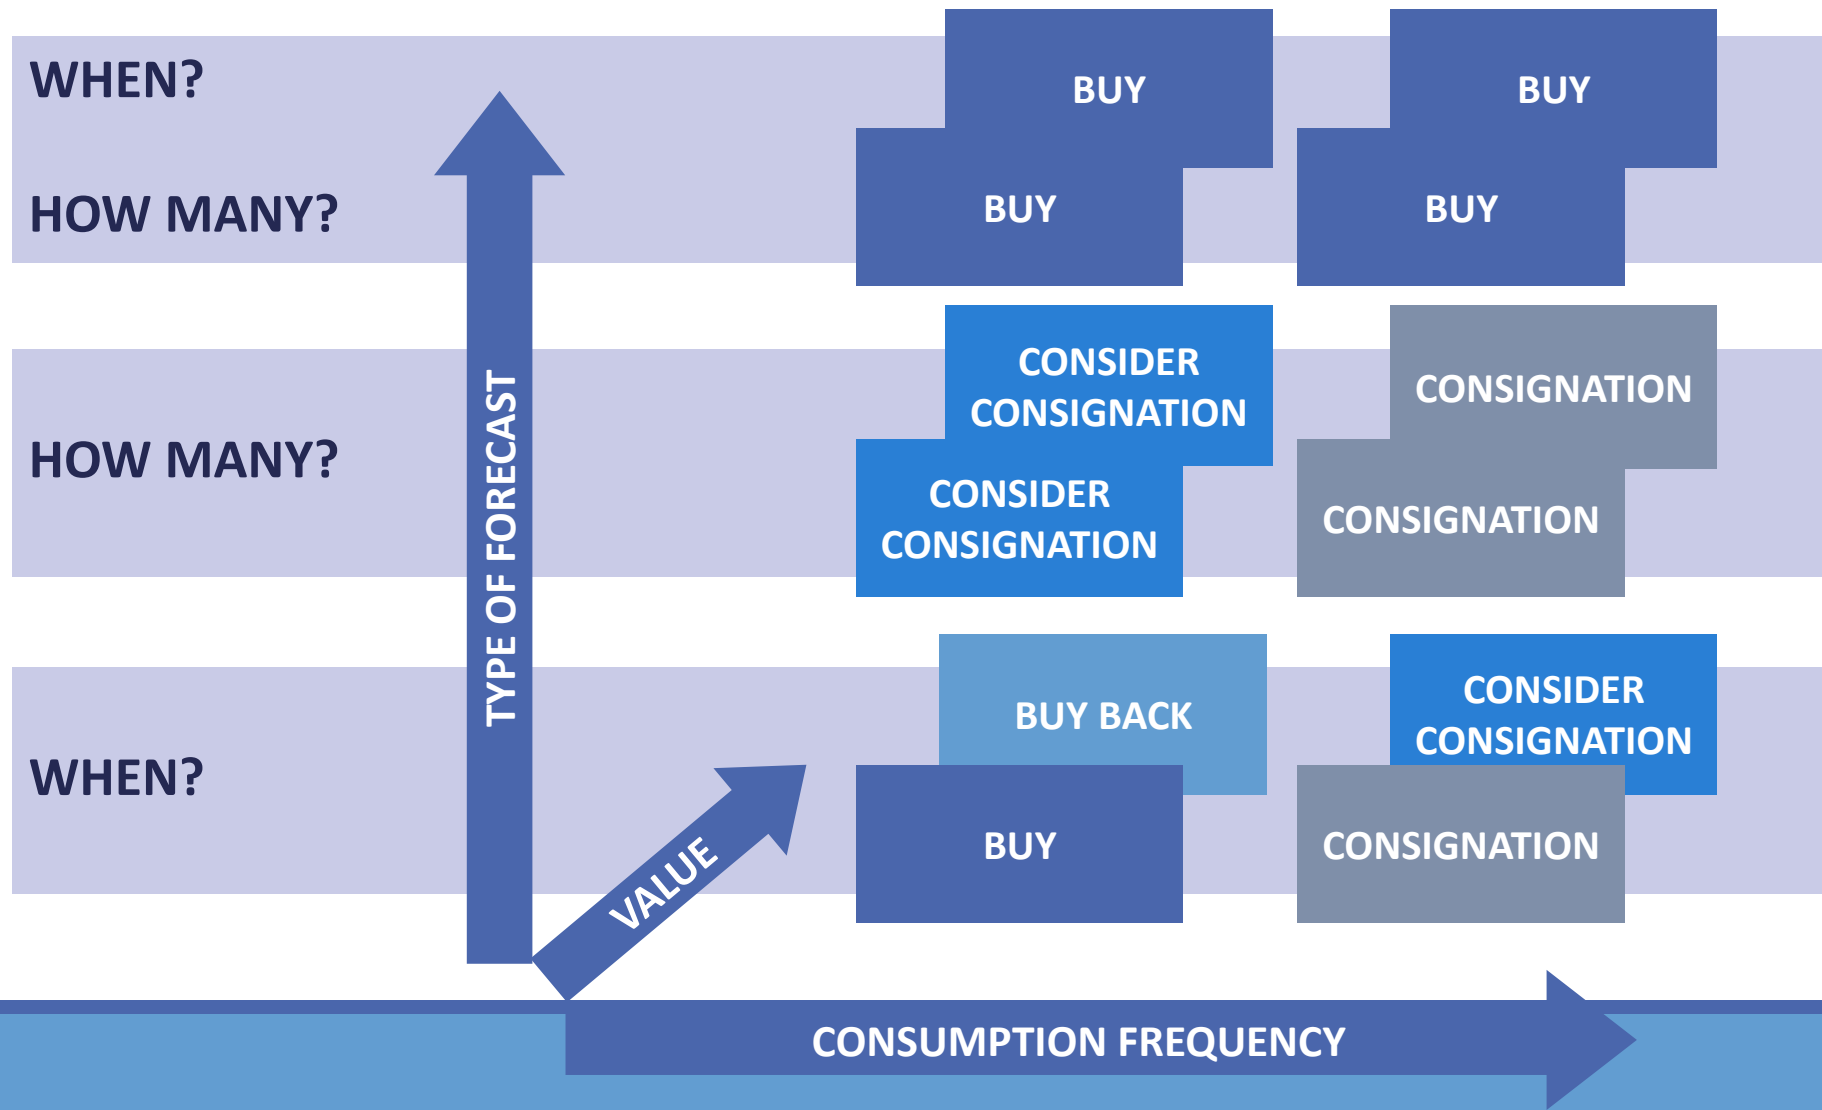 WHEN?
BUY
BUY
HOW MANY?
BUY
BUY
CONSIDER
CONSIGNATION
CONSIGNATION
HOW MANY?
CONSIDER
CONSIGNATION
CONSIGNATION
TYPE OF FORECAST
BUY BACK
CONSIDER
CONSIGNATION
WHEN?
BUY
CONSIGNATION
VALUE
CONSUMPTION FREQUENCY